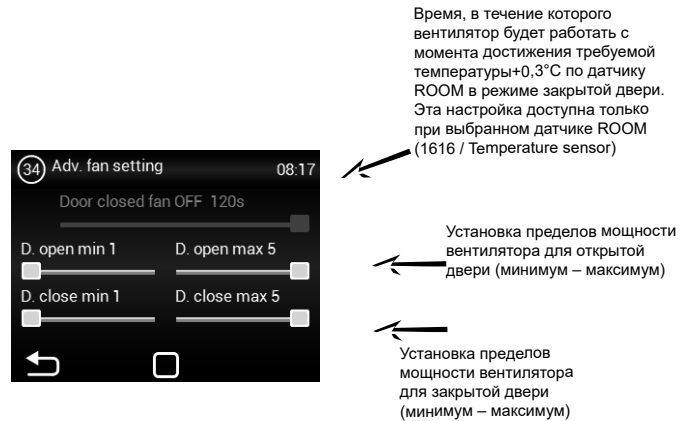 Время, в течение которого
вентилятор будет работать с
момента достижения требуемой
температуры+0,3°C по датчику
ROOM в режиме закрытой двери.
Эта настройка доступна только
при выбранном датчике ROOM
(1616 / Temperature sensor)
34 Adv. fan setting 08:17
Door closed fan OFF 120s
D. open min 1 D. open max 5
D. close min 1 D. close max 5
Установка пределов мощности
вентилятора для открытой
двери (минимум – максимум)
Установка пределов
мощности вентилятора
для закрытой двери
(минимум – максимум)